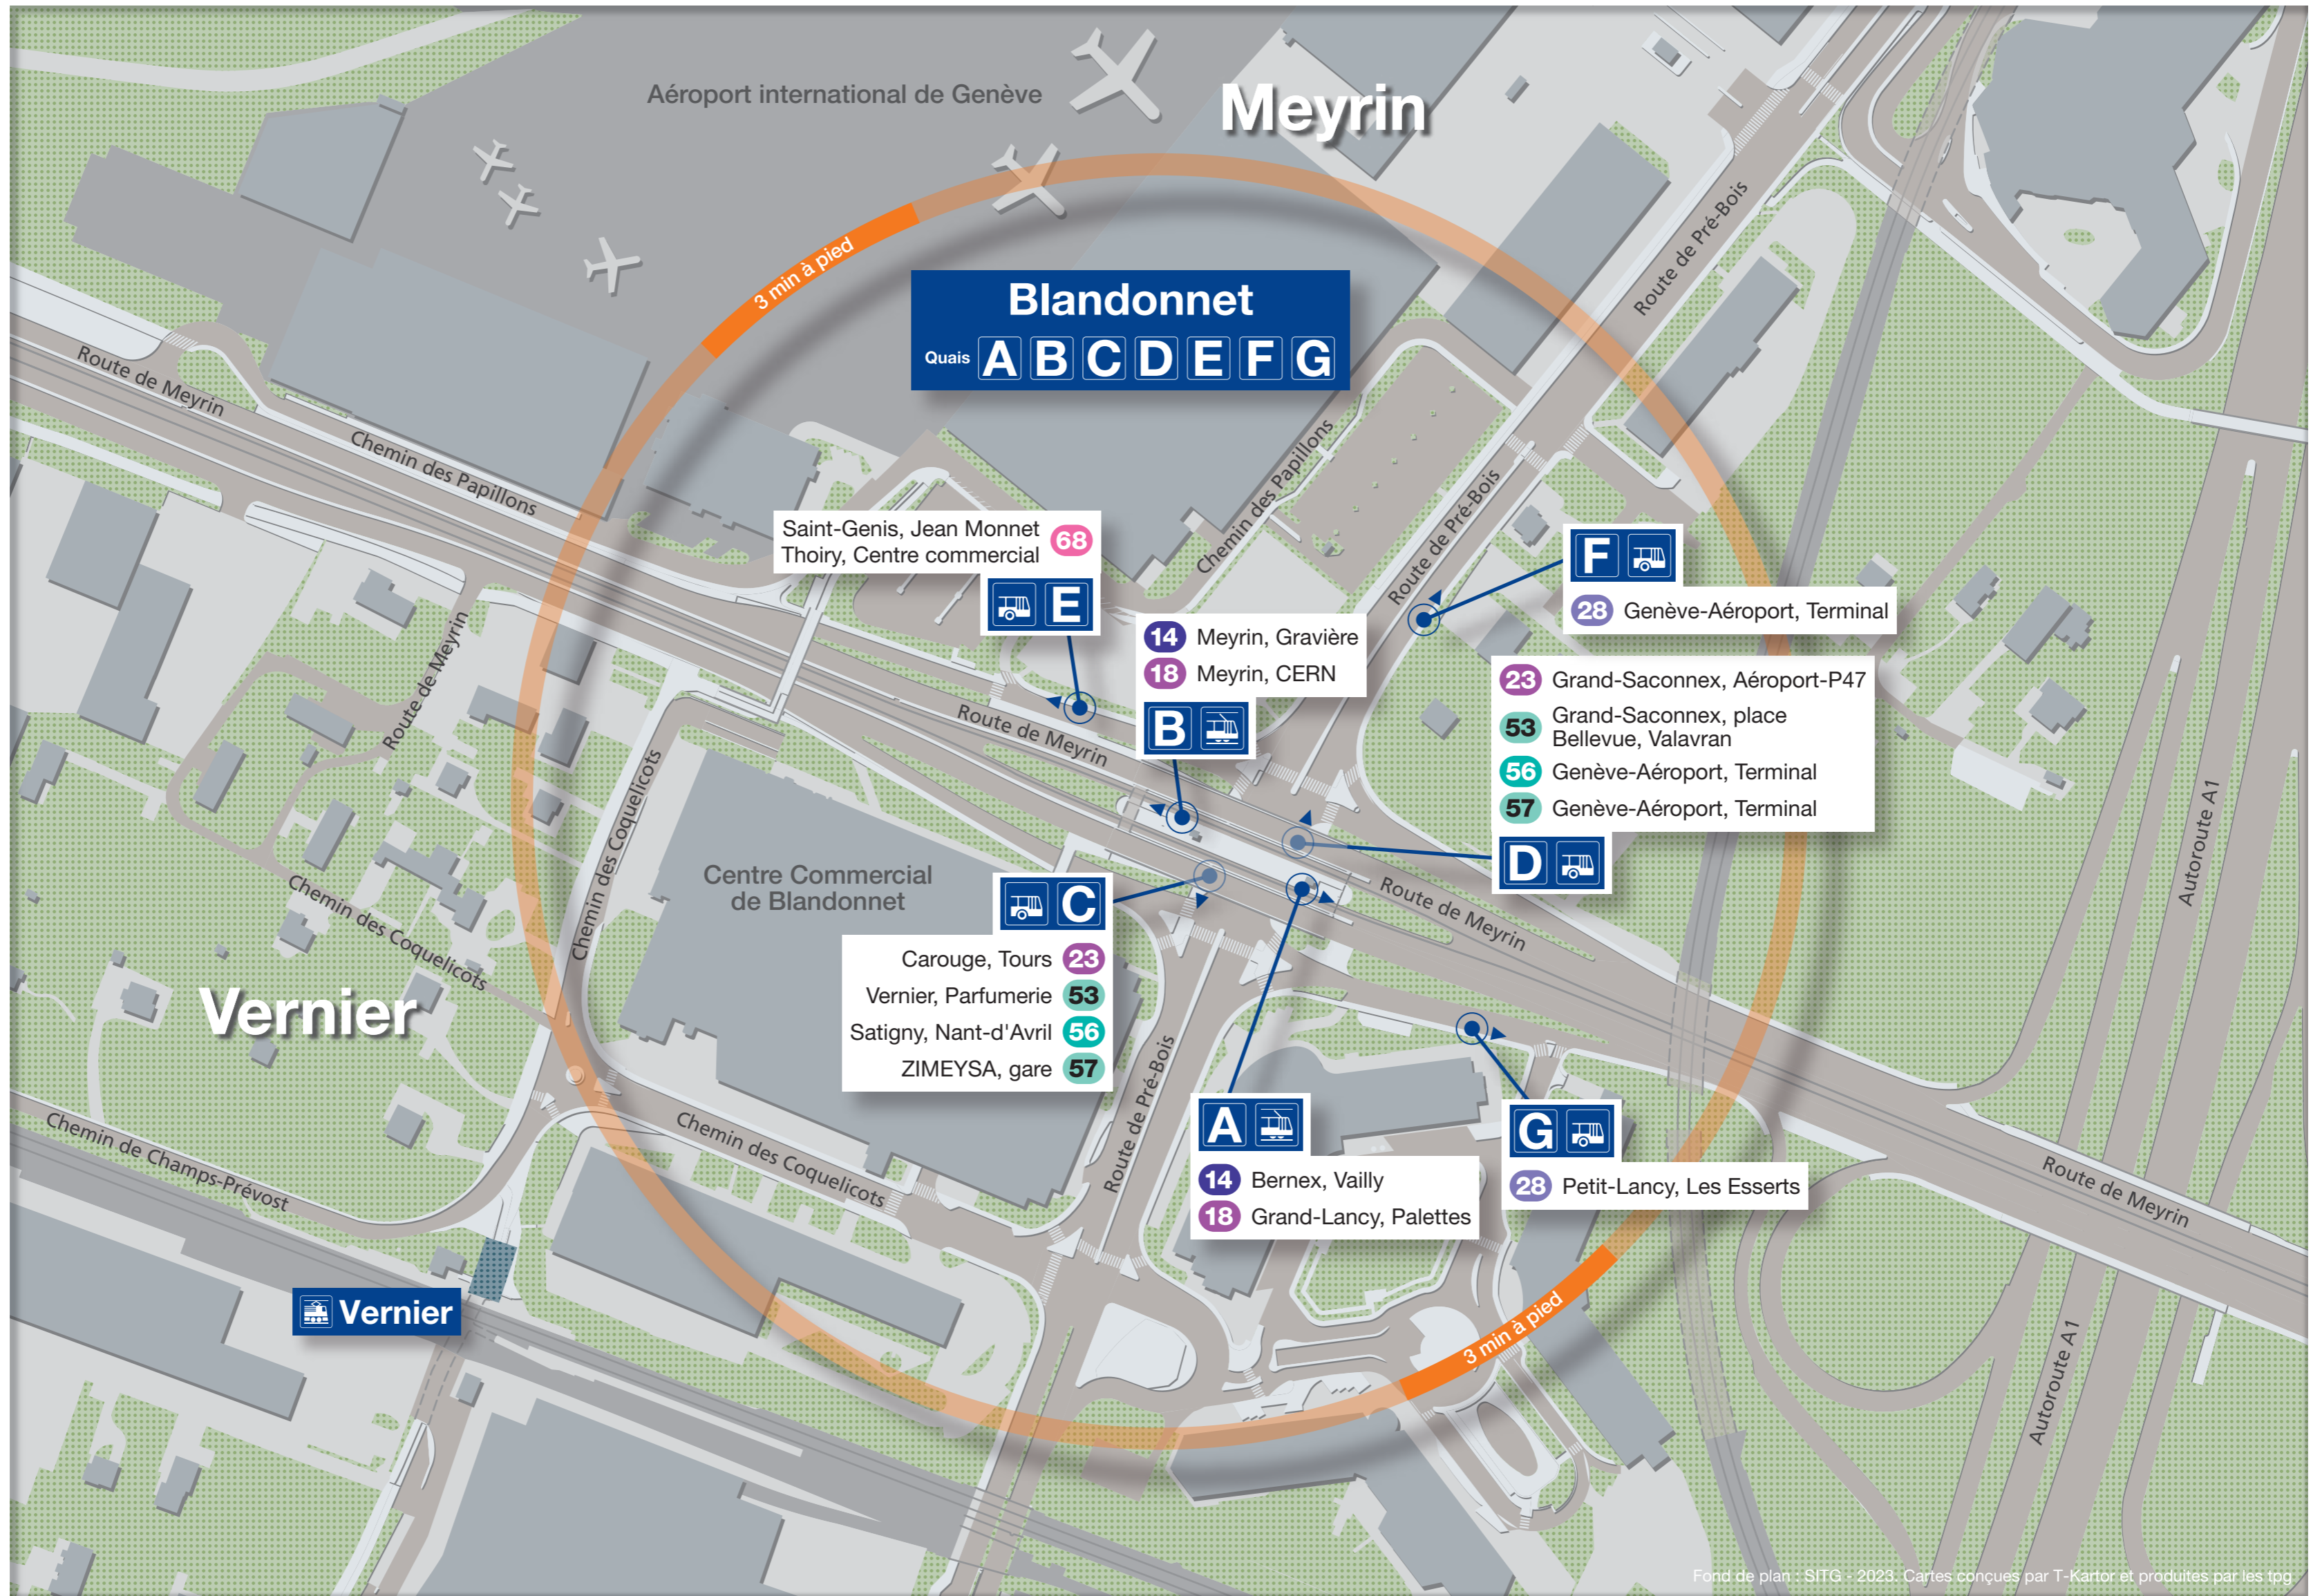 Aéroport international de Genève
Meyrin
3 min à pied
Blandonnet
Quais A B C D E F G
Route de Pré-Bois
Route de Meyrin
Chemin des Papillons
Chemin des Papillons
Route de Pré-Bois
Saint-Genis, Jean Monnet
Thoiry, Centre commercial
68
E
F
28 Genève-Aéroport, Terminal
14 Meyrin, Gravière
18 Meyrin, CERN
B
Route de Meyrin
Route de Meyrin
23 Grand-Saconnex, Aéroport-P47
53 Grand-Saconnex, place
Bellevue, Valavran
56 Genève-Aéroport, Terminal
57 Genève-Aéroport, Terminal
D
Autoroute A1
Chemin des Coquelicots
Centre Commercial
de Blandonnet
C
Carouge, Tours 23
Vernier, Parfumerie 53
Satigny, Nant-d'Avril 56
ZIMEYSA, gare 57
Route de Meyrin
Chemin des Coquelicots
Vernier
Route de Pré-Bois
A
14 Bernex, Vailly
18 Grand-Lancy, Palettes
G
28 Petit-Lancy, Les Esserts
Chemin de Champs-Prévost
Chemin des Coquelicots
Route de Meyrin
Vernier
3 min à pied
Autoroute A1
Fond de plan : SITG - 2023. Cartes conçues par T-Kartor et produites par les tpg